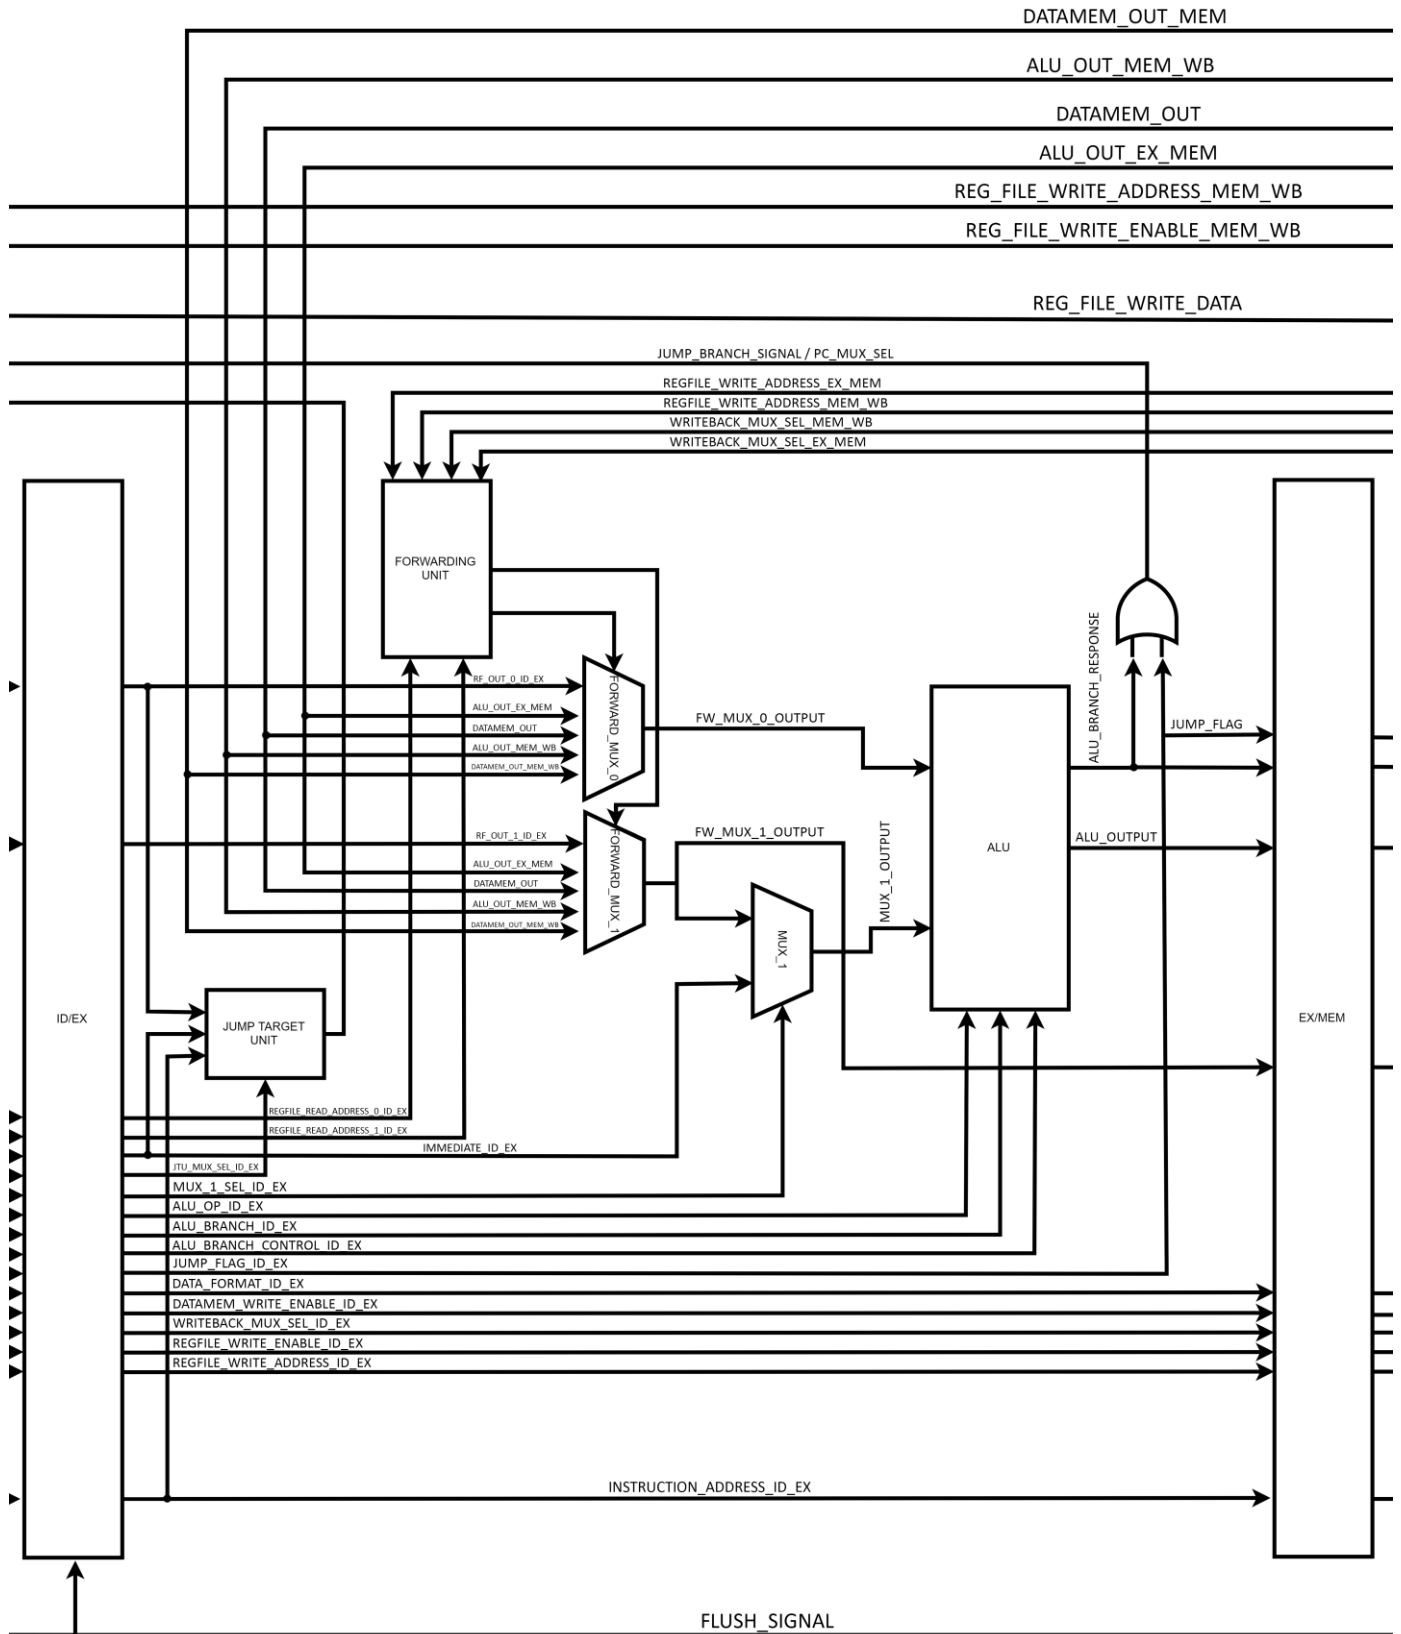 DATAMEM_OUT_MEM
ALU_OUT_MEM_WB
DATAMEM_OUT
ALU_OUT_EX_MEM
REG_FILE_WRITE_ADDRESS_MEM_WB
REG_FILE_WRITE_ENABLE_MEM_WB
REG_FILE_WRITE_DATA
JUMP_BRANCH_SIGNAL / PC_MUX_SEL
REGFILE_WRITE_ADDRESS_EX_MEM
REGFILE_WRITE_ADDRESS_MEM_WB
WRITEBACK_MUX_SEL_MEM_WB
WRITEBACK_MUX_SEL_EX_MEM
FORWARDING
UNIT
RF_OUT_0_ID_EX
ALU_OUT_EX_MEM
DATAMEM_OUT
ALU_OUT_MEM_WB
DATAMEM_OUT_MEM_WB
FORWARD_MUX_0
FW_MUX_0_OUTPUT
ALU_BRANCH_RESPONSE
JUMP_FLAG
RF_OUT_1_ID_EX
ALU_OUT_EX_MEM
DATAMEM_OUT
ALU_OUT_MEM_WB
DATAMEM_OUT_MEM_WB
FORWARD_MUX_1
FW_MUX_1_OUTPUT
MUX_1
MUX_1_OUTPUT
ALU
ALU_OUTPUT
ID/EX
JUMP TARGET
UNIT
EX/MEM
REGFILE_READ_ADDRESS_0_ID_EX
REGFILE_READ_ADDRESS_1_ID_EX
IMMEDIATE_ID_EX
JTU_MUX_SEL_ID_EX
MUX_1_SEL_ID_EX
ALU_OP_ID_EX
ALU_BRANCH_ID_EX
ALU_BRANCH_CONTROL_ID_EX
JUMP_FLAG_ID_EX
DATA_FORMAT_ID_EX
DATAMEM_WRITE_ENABLE_ID_EX
WRITEBACK_MUX_SEL_ID_EX
REGFILE_WRITE_ENABLE_ID_EX
REGFILE_WRITE_ADDRESS_ID_EX
INSTRUCTION_ADDRESS_ID_EX
FLUSH_SIGNAL